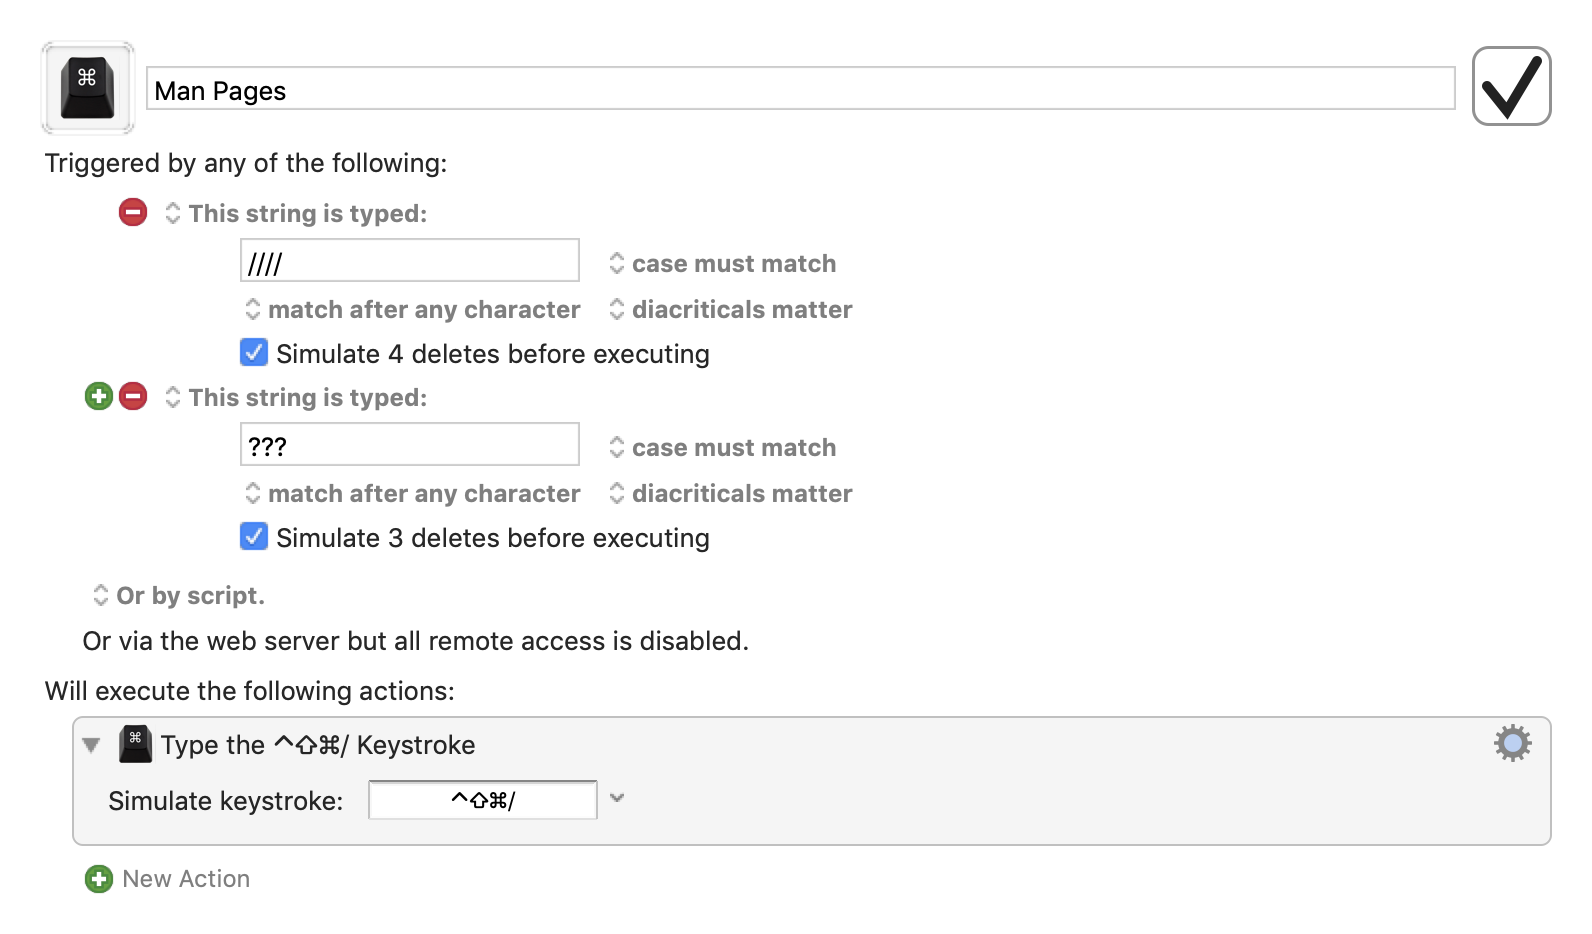 ⌘
Man Pages
Triggered by any of the following:
This string is typed:
//// case must match
match after any character diacriticals matter
Simulate 4 deletes before executing
This string is typed:
??? case must match
match after any character diacriticals matter
Simulate 3 deletes before executing
Or by script.
Or via the web server but all remote access is disabled.
Will execute the following actions:
⌘ Type the ⌃⇧⌘/ Keystroke
Simulate keystroke: ⌃⇧⌘/
New Action